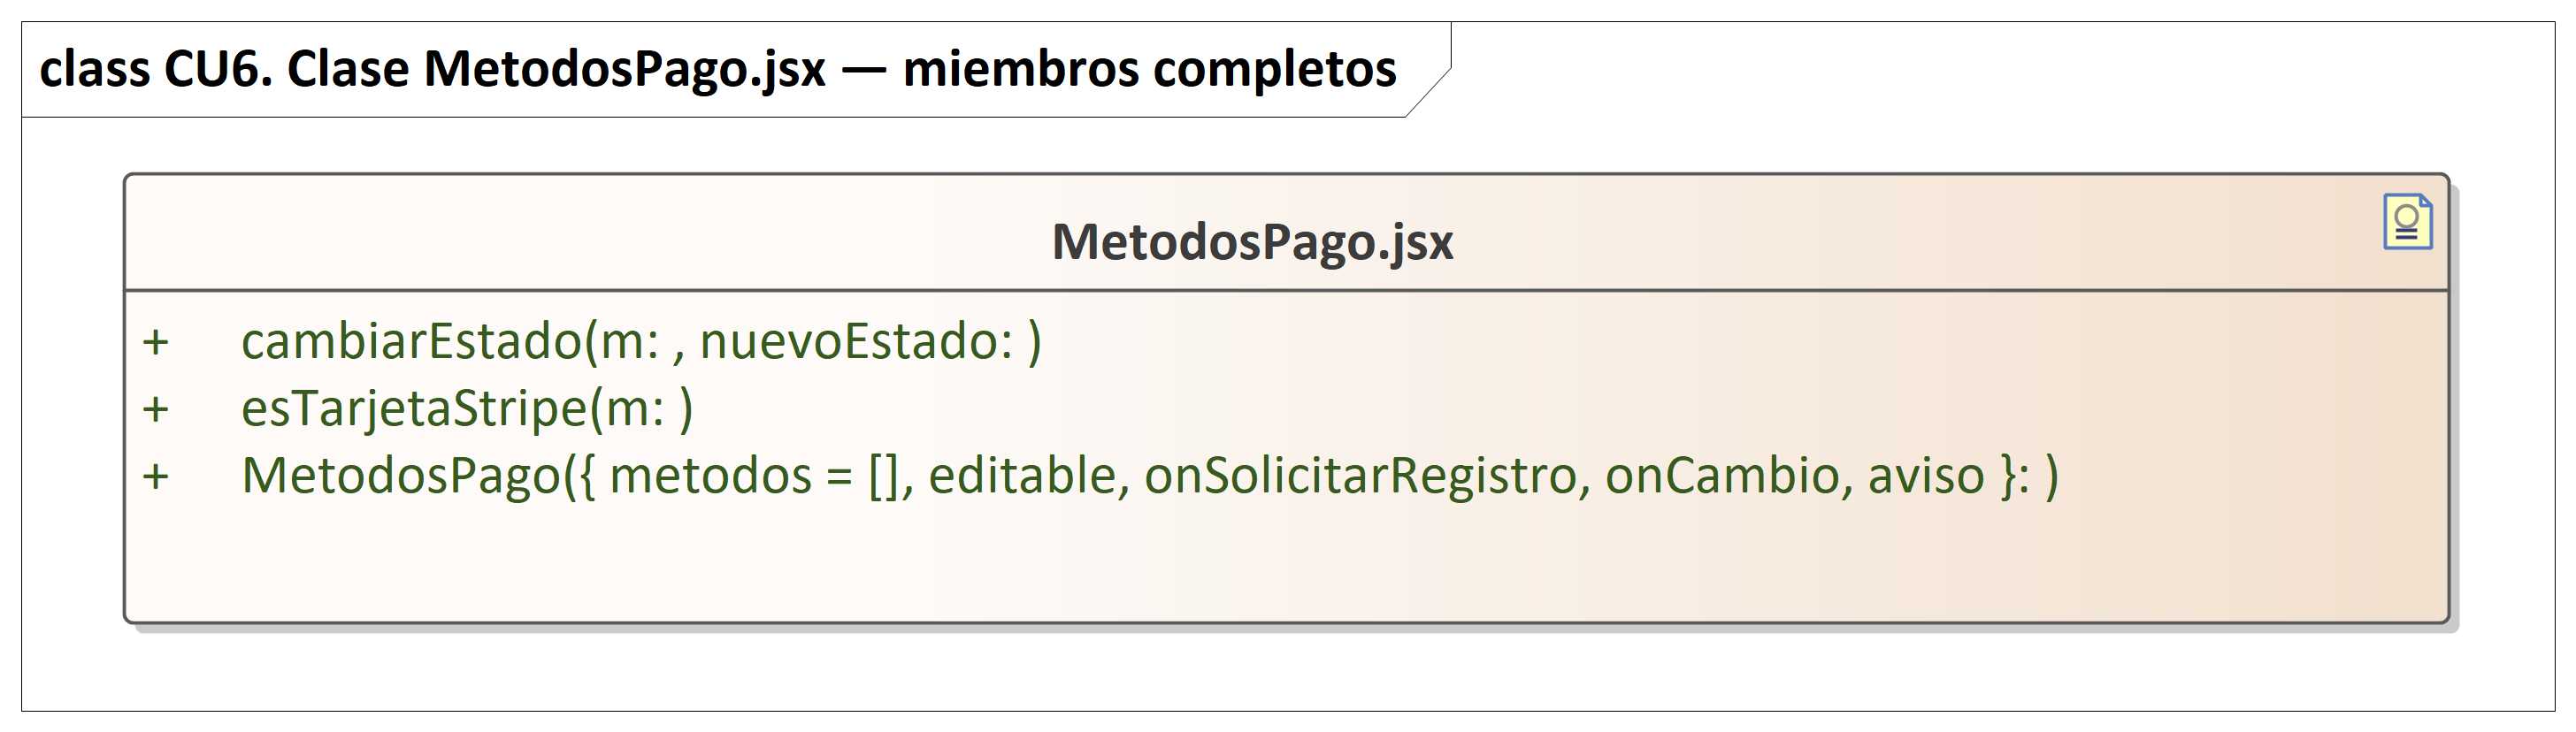 class CU6. Clase MetodosPago.jsx — miembros completos
MetodosPago.jsx
+ cambiarEstado(m: , nuevoEstado: )
+ esTarjetaStripe(m: )
+ MetodosPago({ metodos = [], editable, onSolicitarRegistro, onCambio, aviso }: )